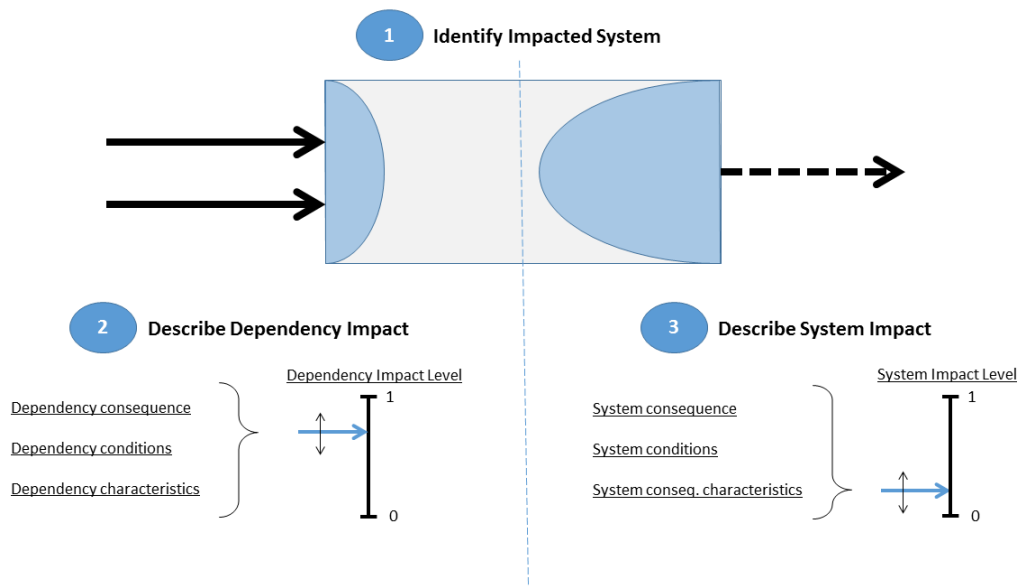 1 Identify Impacted System
2 Describe Dependency Impact
Dependency Impact Level
1
Dependency consequence
Dependency conditions
Dependency characteristics
0
3 Describe System Impact
System Impact Level
1
System consequence
System conditions
System conseq. characteristics
0